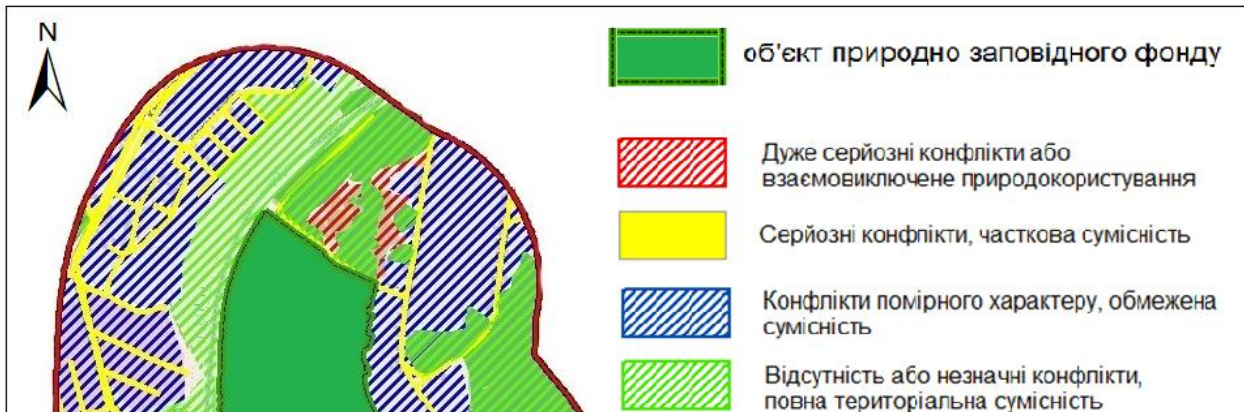 N
об'єкт природно заповідного фонду
Дуже серйозні конфлікти або
взаємовиключене природокористування
Серйозні конфлікти, часткова сумісність
Конфлікти помірного характеру, обмежена
сумісність
Відсутність або незначні конфлікти,
повна територіальна сумісність